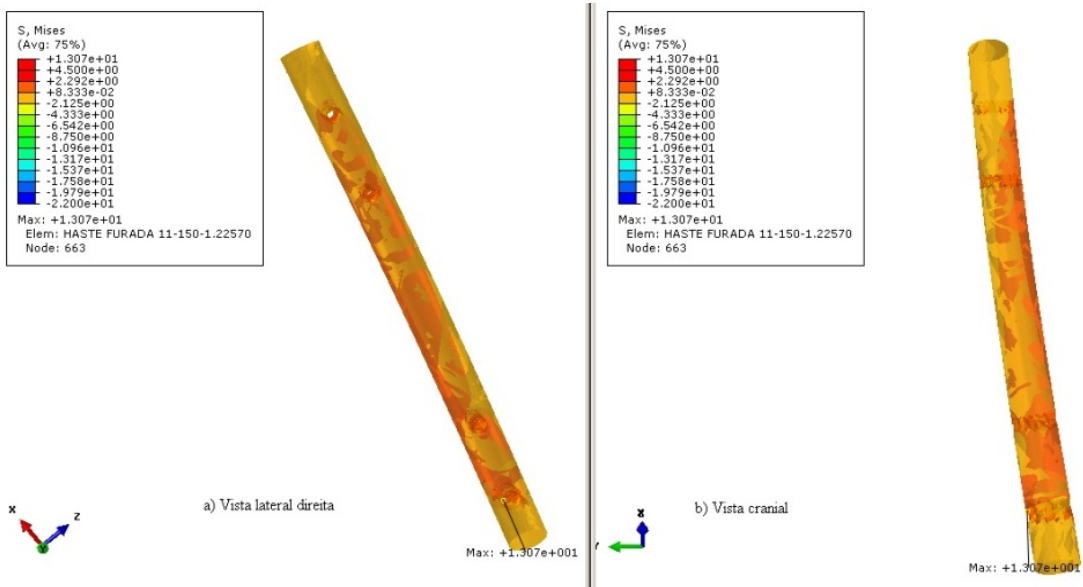 S, Mises
(Avg: 75%)
+1.307e+01
+4.500e+00
+2.292e+00
+8.333e-02
-2.125e+00
-4.333e+00
-6.542e+00
-8.750e+00
-1.096e+01
-1.317e+01
-1.537e+01
-1.758e+01
-1.979e+01
-2.200e+01
Max: +1.307e+01
Elem: HASTE FURADA 11-150-1.22570
Node: 663
X
Z
Y
a) Vista lateral direita
Max: +1.307e+001
S, Mises
(Avg: 75%)
+1.307e+01
+4.500e+00
+2.292e+00
+8.333e-02
-2.125e+00
-4.333e+00
-6.542e+00
-8.750e+00
-1.096e+01
-1.317e+01
-1.537e+01
-1.758e+01
-1.979e+01
-2.200e+01
Max: +1.307e+01
Elem: HASTE FURADA 11-150-1.22570
Node: 663
b) Vista cranial
X
Y
Max: +1.307e+001